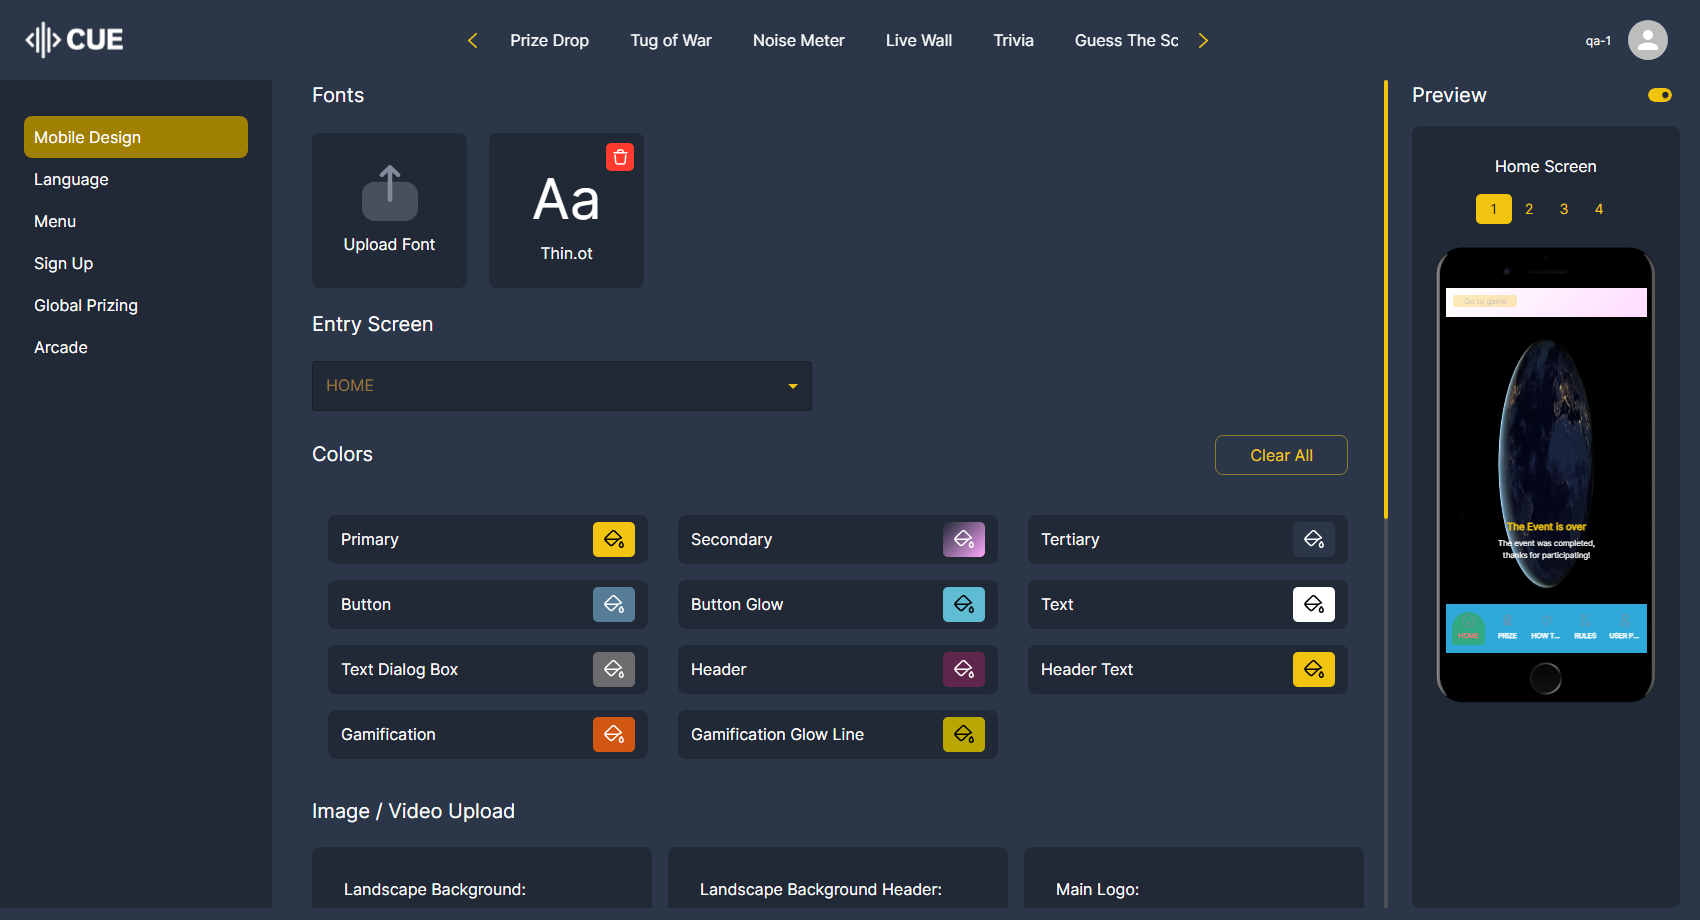 CUE
Prize Drop
Tug of War
Noise Meter
Live Wall
Trivia
Guess The Sc
qa-1
Mobile Design
Language
Menu
Sign Up
Global Prizing
Arcade
Fonts
Upload Font
Aa
Thin.ot
Entry Screen
HOME
Colors
Clear All
Primary
Secondary
Tertiary
Button
Button Glow
Text
Text Dialog Box
Header
Header Text
Gamification
Gamification Glow Line
Image / Video Upload
Landscape Background:
Landscape Background Header:
Main Logo:
Preview
Home Screen
1 2 3 4
Go to game
The Event is over
The event was completed,
thanks for participating!
HOME PRIZE HOW T... RULES USER P...